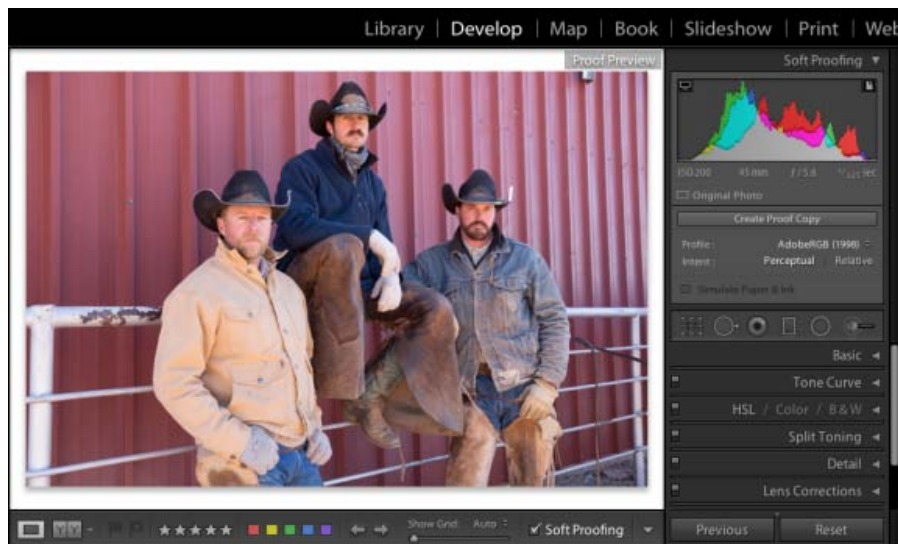 Library | Develop | Map | Book | Slideshow | Print | Web
Proof Preview
Soft Proofing
ISO 200 45 mm ƒ / 5.6 sec
Original Photo
Create Proof Copy
Profile : AdobeRGB (1998)
Intent : Perceptual Relative
Simulate Paper & Ink
Basic
Tone Curve
HSL / Color / B & W
Split Toning
Detail
Lens Corrections
Y Y Show Grid: Auto Soft Proofing
Previous Reset